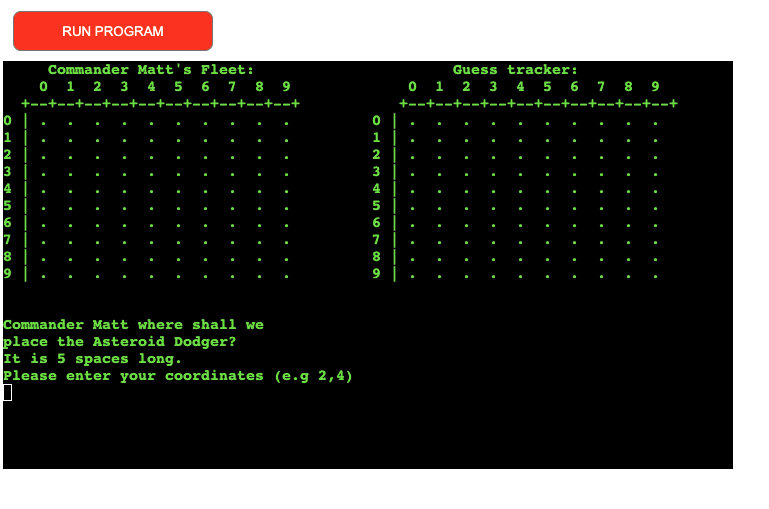 RUN PROGRAM
Commander Matt's Fleet: Guess tracker:
0 1 2 3 4 5 6 7 8 9 0 1 2 3 4 5 6 7 8 9
+--+--+--+--+--+--+--+--+--+--+ +--+--+--+--+--+--+--+--+--+--+
0 | . . . . . . . . . . 0 | . . . . . . . . . .
1 | . . . . . . . . . . 1 | . . . . . . . . . .
2 | . . . . . . . . . . 2 | . . . . . . . . . .
3 | . . . . . . . . . . 3 | . . . . . . . . . .
4 | . . . . . . . . . . 4 | . . . . . . . . . .
5 | . . . . . . . . . . 5 | . . . . . . . . . .
6 | . . . . . . . . . . 6 | . . . . . . . . . .
7 | . . . . . . . . . . 7 | . . . . . . . . . .
8 | . . . . . . . . . . 8 | . . . . . . . . . .
9 | . . . . . . . . . . 9 | . . . . . . . . . .
Commander Matt where shall we
place the Asteroid Dodger?
It is 5 spaces long.
Please enter your coordinates (e.g 2,4)